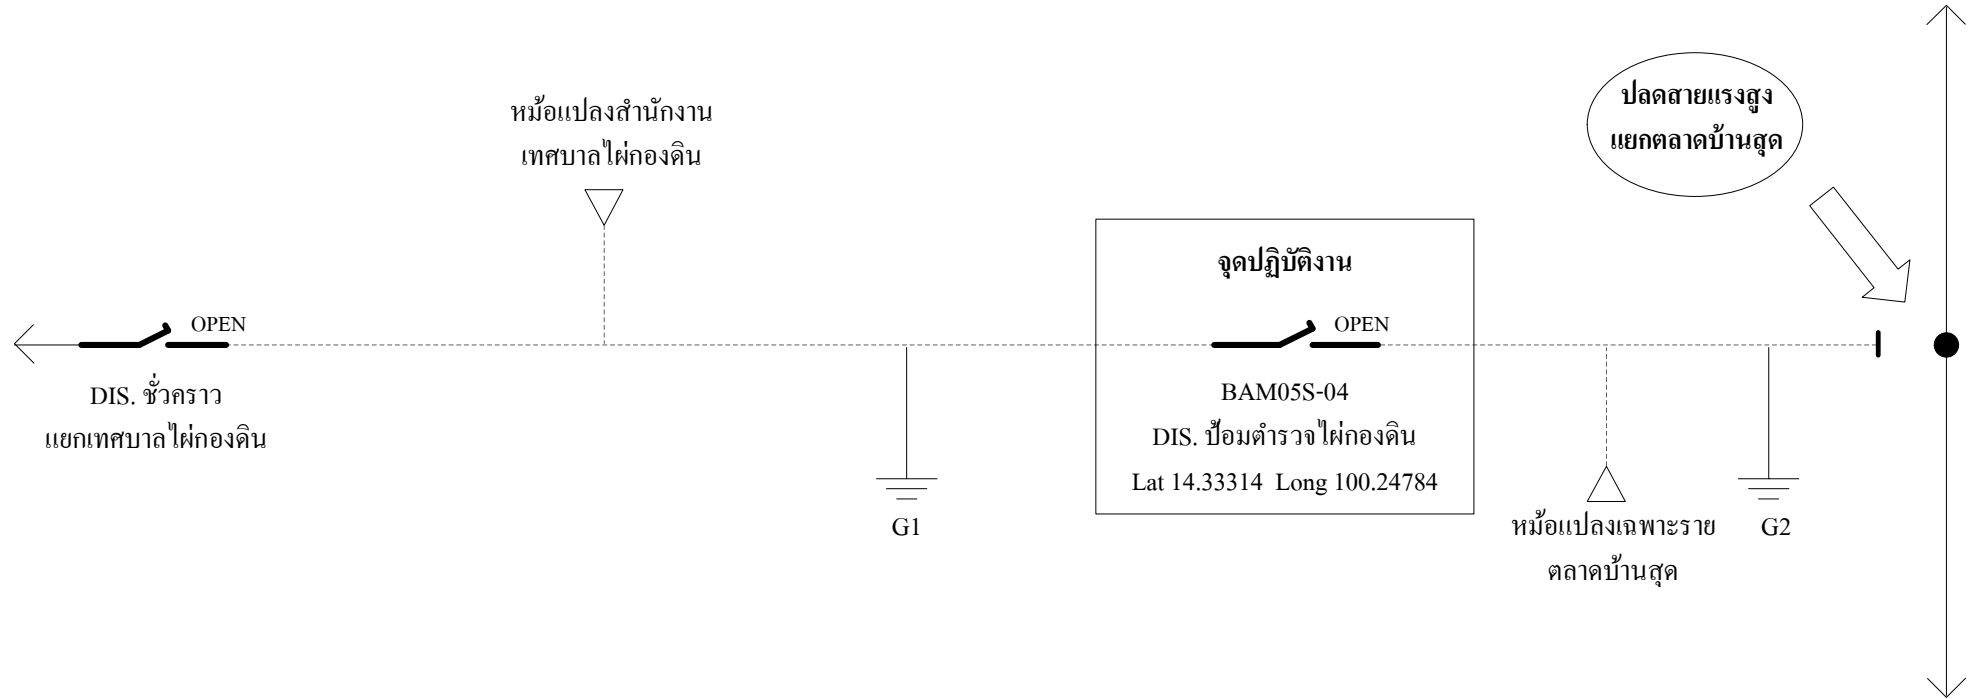 ปลดสายแรงสูง
แยกตลาดบ้านสุด
หม้อแปลงสำนักงาน
เทศบาลไผ่กองดิน
จุดปฏิบัติงาน
OPEN
OPEN
DIS. ชั่วคราว
แยกเทศบาลไผ่กองดิน
BAM05S-04
DIS. ป้อมตำรวจไผ่กองดิน
Lat 14.33314 Long 100.24784
G1
หม้อแปลงเฉพาะราย
ตลาดบ้านสุด
G2